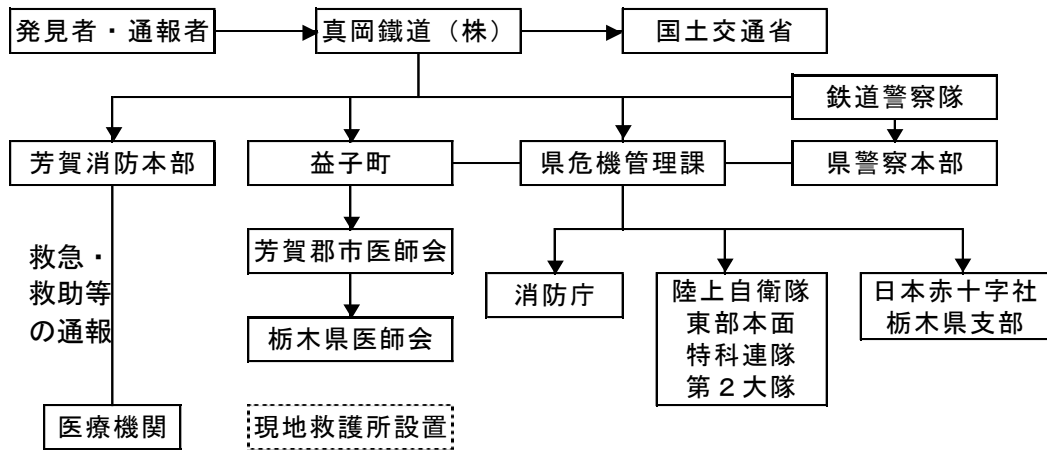 発見者・通報者
真岡鐵道（株）
国土交通省
鉄道警察隊
芳賀消防本部
益子町
県危機管理課
県警察本部
救急・
救助等
の通報
芳賀郡市医師会
消防庁
陸上自衛隊
東部本面
特科連隊
第２大隊
日本赤十字社
栃木県支部
栃木県医師会
医療機関
現地救護所設置